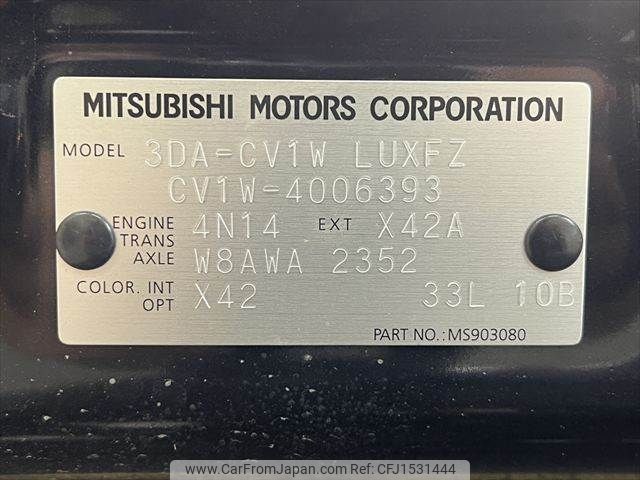 MITSUBISHI MOTORS CORPORATION
MODEL 3DA-CV1W LUXFZ
CV1W-4006393
ENGINE 4N14 EXT X42A
TRANS
AXLE W8AWA 2352
COLOR. INT X42 33L 10B
OPT
PART NO.:MS903080
www.CarFromJapan.com CFJ1531444